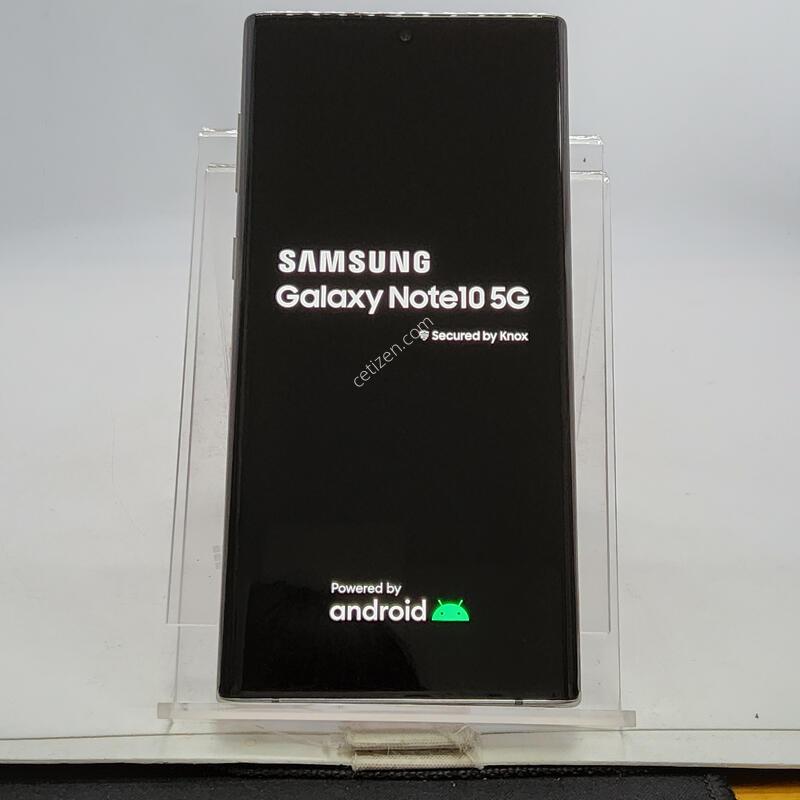 SAMSUNG
Galaxy Note10 5G
Secured by Knox
cetizen.com
Powered by
android